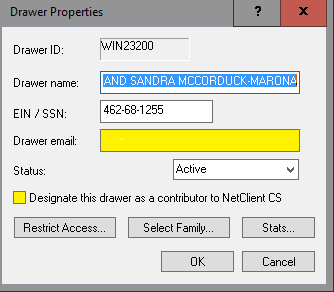 Drawer Properties
Drawer ID: WIN23200
Drawer name: AND SANDRA MCCORDUCK-MARONA
EIN / SSN: 462-68-1255
Drawer email:
Status: Active
Designate this drawer as a contributor to NetClient CS
Restrict Access... Select Family... Stats...
OK Cancel